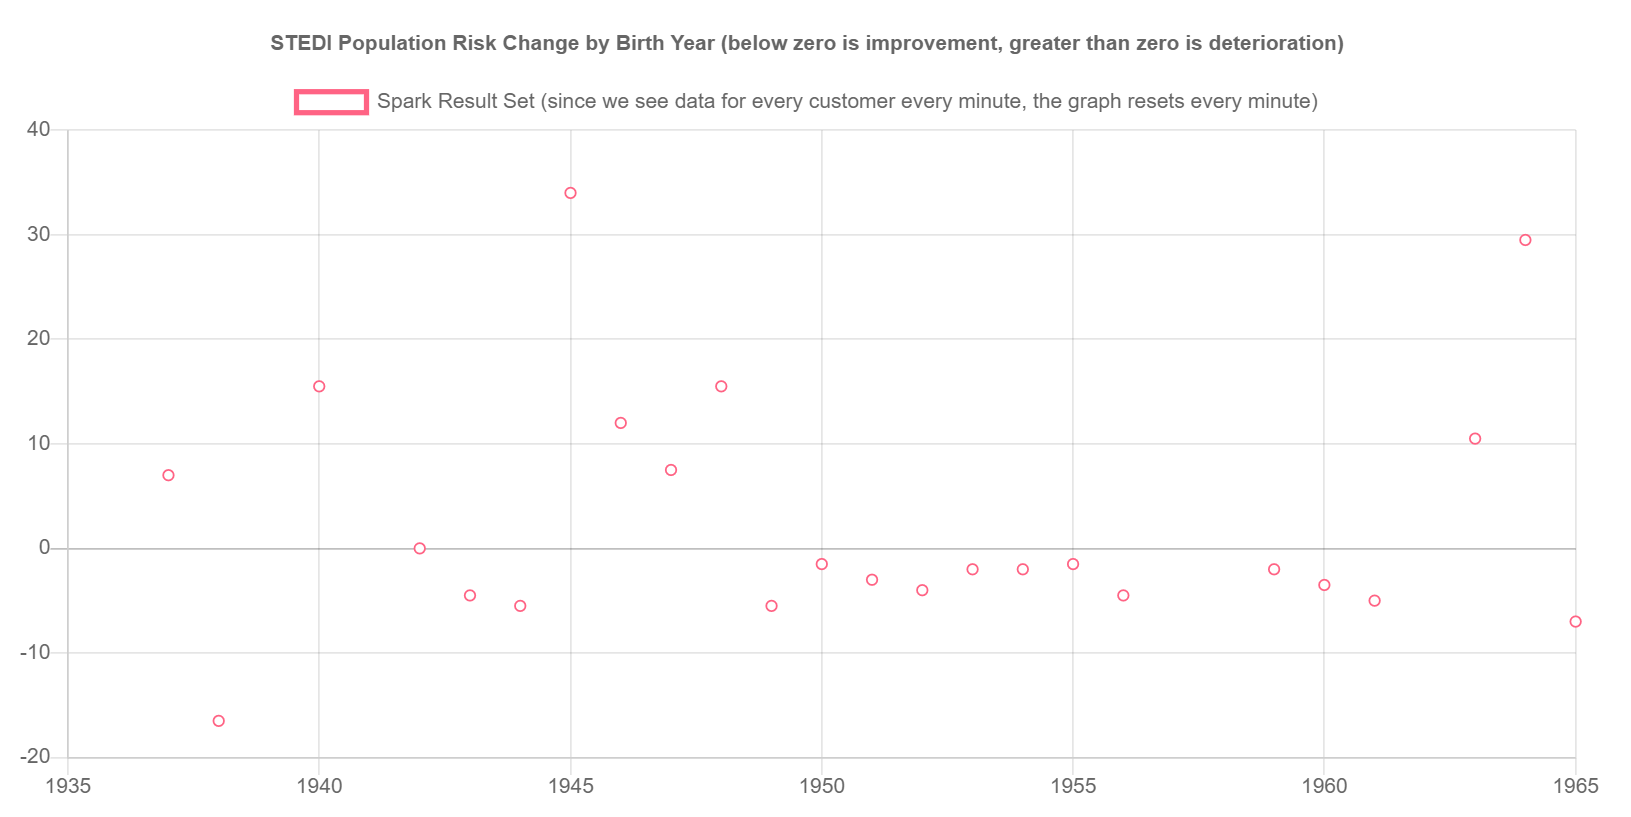 STEDI Population Risk Change by Birth Year (below zero is improvement, greater than zero is deterioration)
Spark Result Set (since we see data for every customer every minute, the graph resets every minute)
40
30
20
10
0
-10
-20
1935 1940 1945 1950 1955 1960 1965